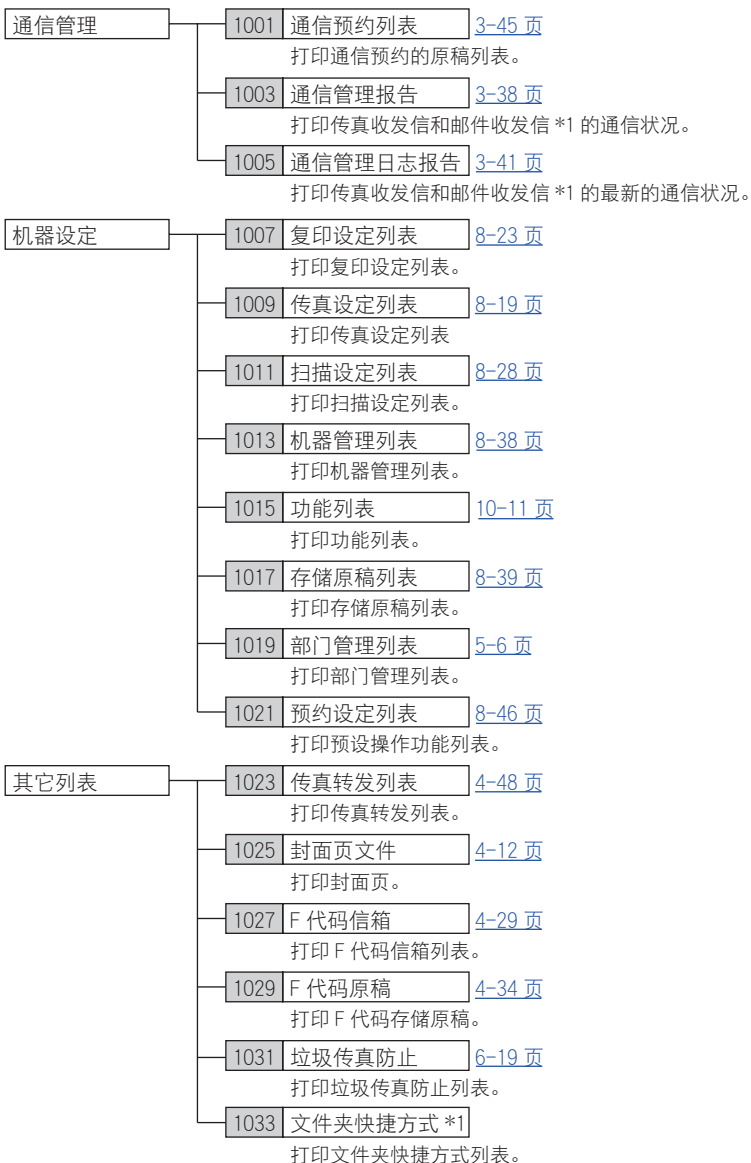 通信管理 1001 通信预约列表 3-45 页
打印通信预约的原稿列表。
1003 通信管理报告 3-38 页
打印传真收发信和邮件收发信 *1 的通信状况。
1005 通信管理日志报告 3-41 页
打印传真收发信和邮件收发信 *1 的最新的通信状况。
机器设定 1007 复印设定列表 8-23 页
打印复印设定列表。
1009 传真设定列表 8-19 页
打印传真设定列表
1011 扫描设定列表 8-28 页
打印扫描设定列表。
1013 机器管理列表 8-38 页
打印机器管理列表。
1015 功能列表 10-11 页
打印功能列表。
1017 存储原稿列表 8-39 页
打印存储原稿列表。
1019 部门管理列表 5-6 页
打印部门管理列表。
1021 预约设定列表 8-46 页
打印预设操作功能列表。
其它列表 1023 传真转发列表 4-48 页
打印传真转发列表。
1025 封面页文件 4-12 页
打印封面页。
1027 F 代码信箱 4-29 页
打印 F 代码信箱列表。
1029 F 代码原稿 4-34 页
打印 F 代码存储原稿。
1031 垃圾传真防止 6-19 页
打印垃圾传真防止列表。
1033 文件夹快捷方式 *1
打印文件夹快捷方式列表。